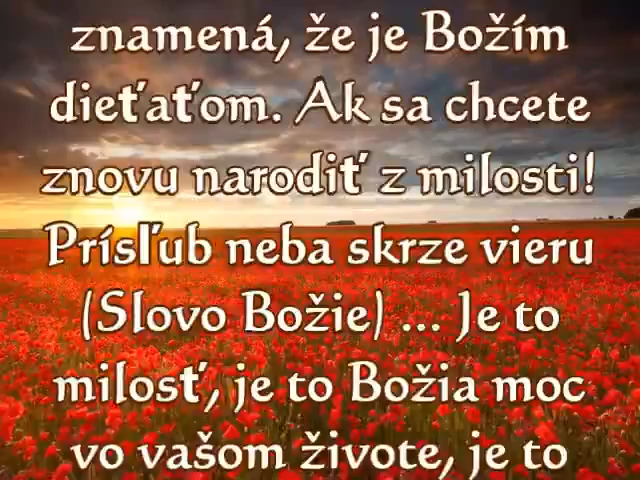 znamená, že je Božím
dieťaťom. Ak sa chcete
znovu narodiť z milosti!
Prísľub neba skrze vieru
(Slovo Božie) ... Je to
milosť, je to Božia moc
vo vašom živote, je to